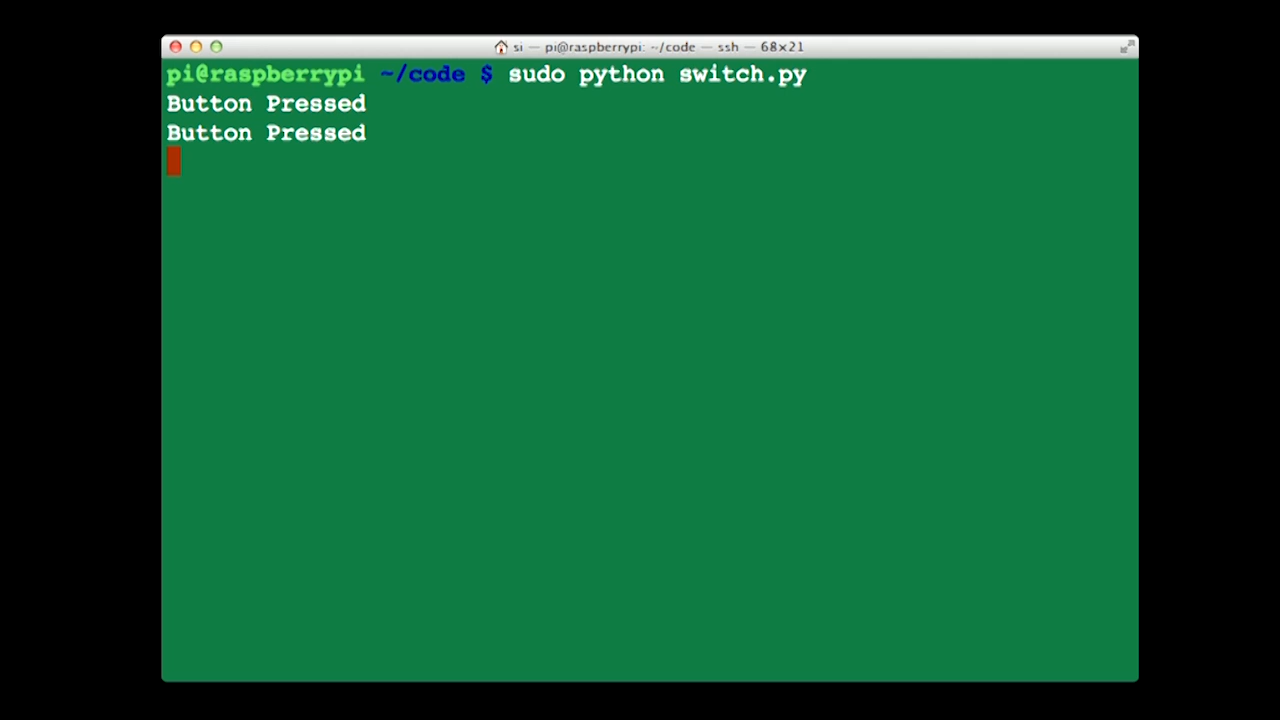 si — pi@raspberrypi: ~/code — ssh — 68×21
pi@raspberrypi ~/code $ sudo python switch.py
Button Pressed
Button Pressed